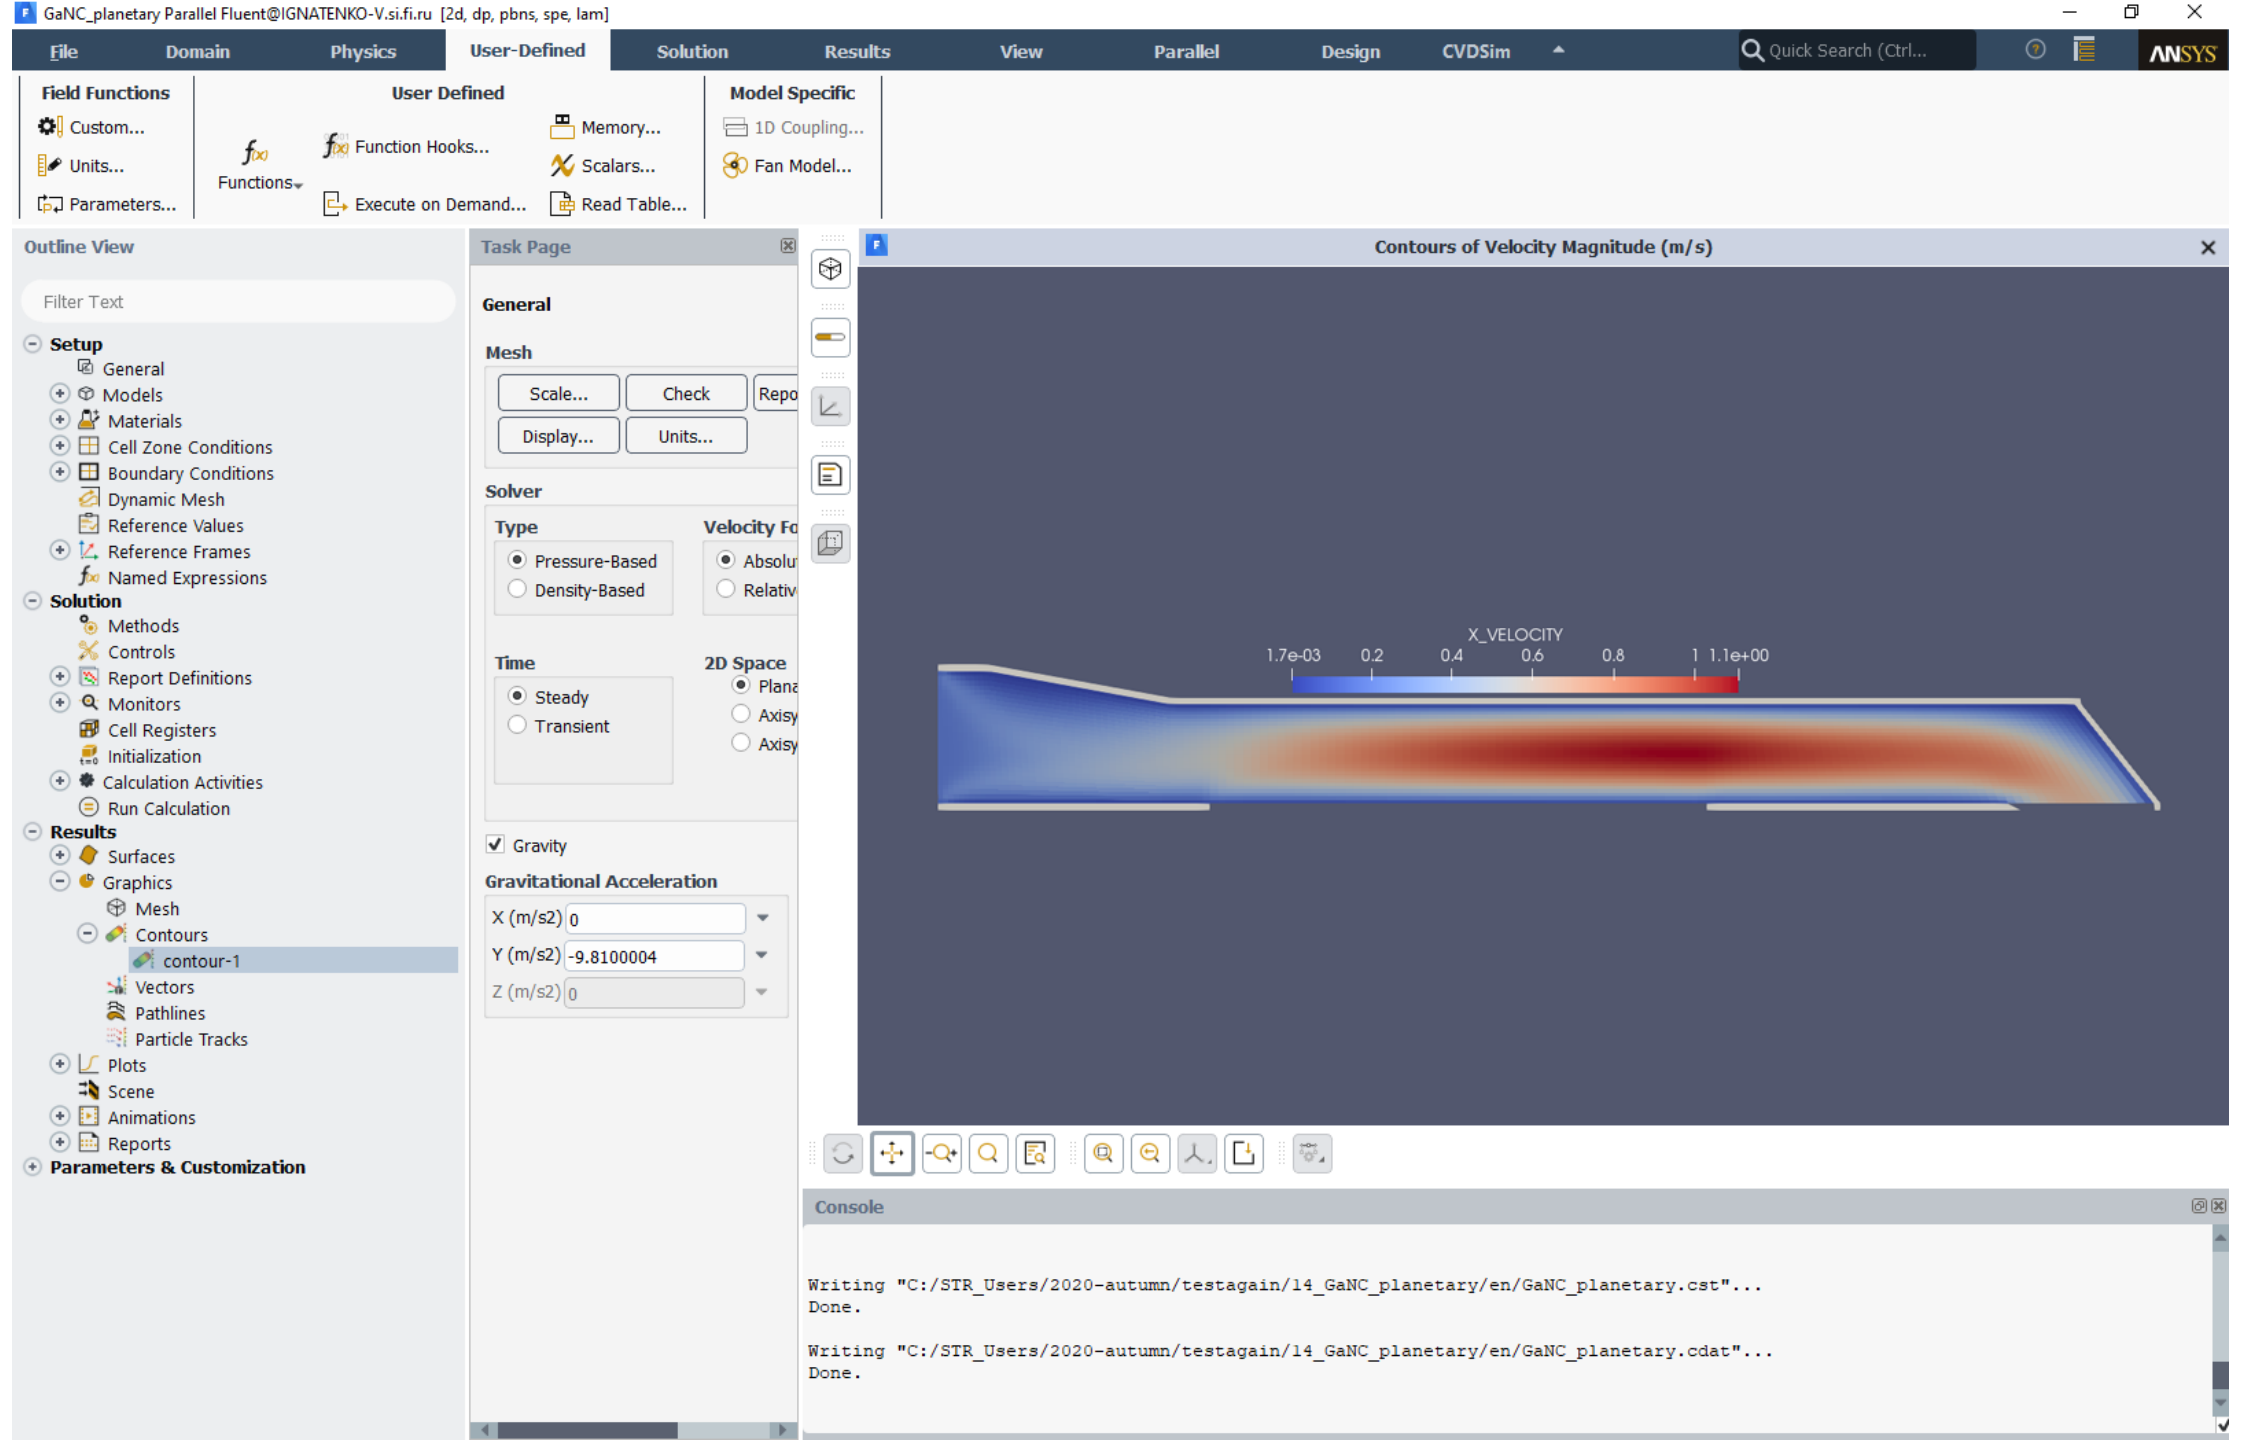 GaNC_planetary Parallel Fluent@IGNATENKO-V.si.fi.ru [2d, dp, pbns, spe, lam]
File Domain Physics User-Defined Solution Results View Parallel Design CVDSim Quick Search (Ctrl... ANSYS
Field Functions
Custom...
Units...
Parameters...
User Defined
f(x)
Functions
Function Hooks...
Execute on Demand...
Memory...
Scalars...
Read Table...
Model Specific
1D Coupling...
Fan Model...
Outline View
Filter Text
Setup
General
Models
Materials
Cell Zone Conditions
Boundary Conditions
Dynamic Mesh
Reference Values
Reference Frames
Named Expressions
Solution
Methods
Controls
Report Definitions
Monitors
Cell Registers
Initialization
Calculation Activities
Run Calculation
Results
Surfaces
Graphics
Mesh
Contours
contour-1
Vectors
Pathlines
Particle Tracks
Plots
Scene
Animations
Reports
Parameters & Customization
Task Page
General
Mesh
Scale... Check Repo
Display... Units...
Solver
Type Velocity Fo
Pressure-Based Absolu
Density-Based Relativ
Time 2D Space
Steady Plana
Transient Axisy
Axisy
Gravity
Gravitational Acceleration
X (m/s2) 0
Y (m/s2) -9.8100004
Z (m/s2) 0
Contours of Velocity Magnitude (m/s)
X_VELOCITY
1.7e-03 0.2 0.4 0.6 0.8 1 1.1e+00
Console
Writing "C:/STR_Users/2020-autumn/testagain/14_GaNC_planetary/en/GaNC_planetary.cst"...
Done.
Writing "C:/STR_Users/2020-autumn/testagain/14_GaNC_planetary/en/GaNC_planetary.cdat"...
Done.